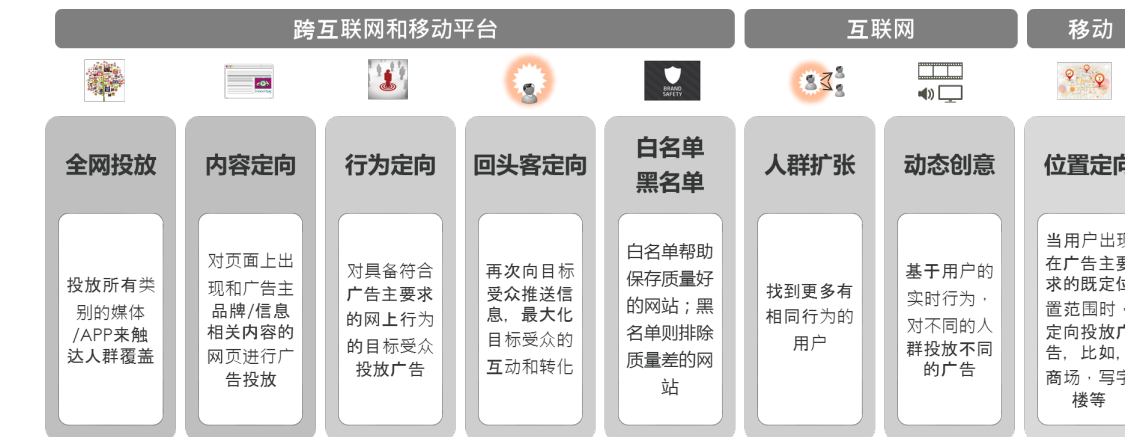 跨互联网和移动平台
互联网
移动
BRAND
SAFETY
全网投放
内容定向
行为定向
回头客定向
白名单
黑名单
人群扩张
动态创意
位置定向
投放所有类
别的媒体
/APP来触
达人群覆盖
对页面上出
现和广告主
品牌/信息
相关内容的
网页进行广
告投放
对具备符合
广告主要求
的网上行为
的目标受众
投放广告
再次向目标
受众推送信
息，最大化
目标受众的
互动和转化
白名单帮助
保存质量好
的网站；黑
名单则排除
质量差的网
站
找到更多有
相同行为的
用户
基于用户的
实时行为，
对不同的人
群投放不同
的广告
当用户出现
在广告主要
求的既定位
置范围时，
定向投放广
告，比如，
商场，写字
楼等